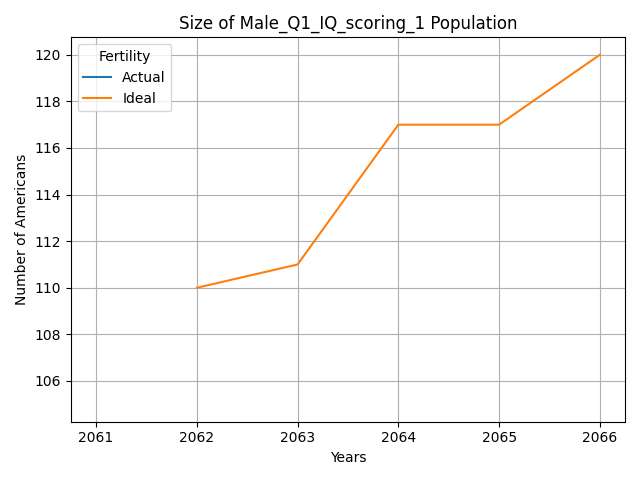 Size of Male_Q1_IQ_scoring_1 Population
Fertility
Actual
Ideal
Number of Americans
120
118
116
114
112
110
108
106
2061 2062 2063 2064 2065 2066
Years